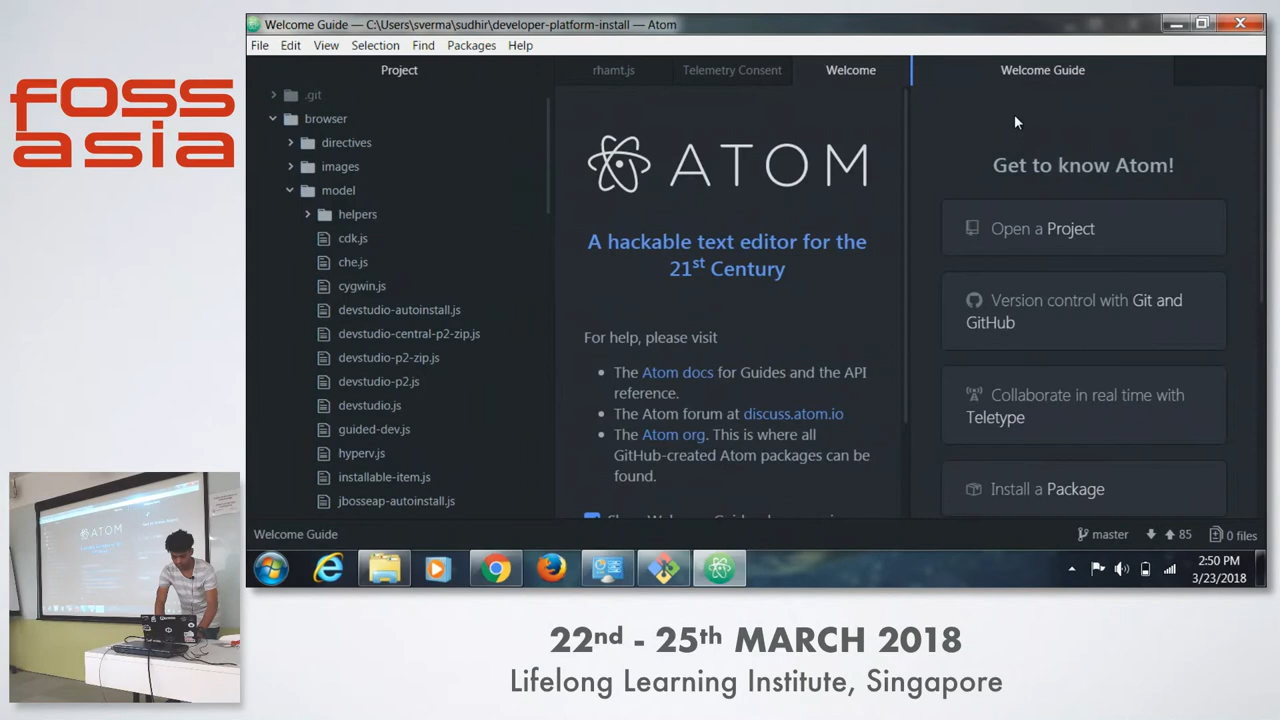 foss
asia
Welcome Guide — C:\Users\sverma\sudhir\developer-platform-install — Atom
File Edit View Selection Find Packages Help
Project
.git
browser
directives
images
model
helpers
cdk.js
che.js
cygwin.js
devstudio-autoinstall.js
devstudio-central-p2-zip.js
devstudio-p2-zip.js
devstudio-p2.js
devstudio.js
guided-dev.js
hyperv.js
installable-item.js
jbosseap-autoinstall.js
rhamt.js Telemetry Consent Welcome
ATOM
A hackable text editor for the
21st Century
For help, please visit
The Atom docs for Guides and the API
reference.
The Atom forum at discuss.atom.io
The Atom org. This is where all
GitHub-created Atom packages can be
found.
Welcome Guide
Get to know Atom!
Open a Project
Version control with Git and
GitHub
Collaborate in real time with
Teletype
Install a Package
Welcome Guide
master 85 0 files
2:50 PM
3/23/2018
ATOM
22nd - 25th MARCH 2018
Lifelong Learning Institute, Singapore